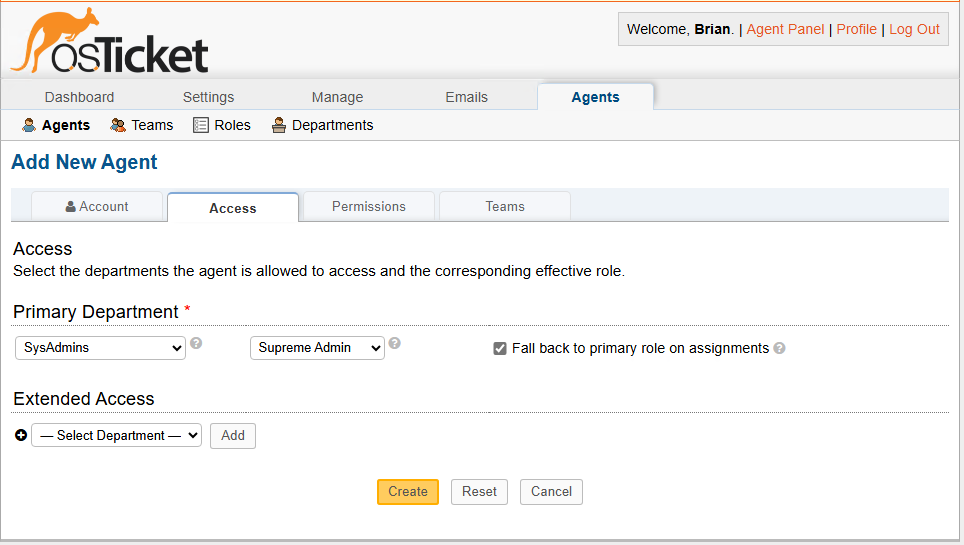 osTicket
Welcome, Brian. | Agent Panel | Profile | Log Out
Dashboard Settings Manage Emails Agents
Agents Teams Roles Departments
Add New Agent
Account Access Permissions Teams
Access
Select the departments the agent is allowed to access and the corresponding effective role.
Primary Department *
SysAdmins ? Supreme Admin ? Fall back to primary role on assignments ?
Extended Access
— Select Department — Add
Create Reset Cancel